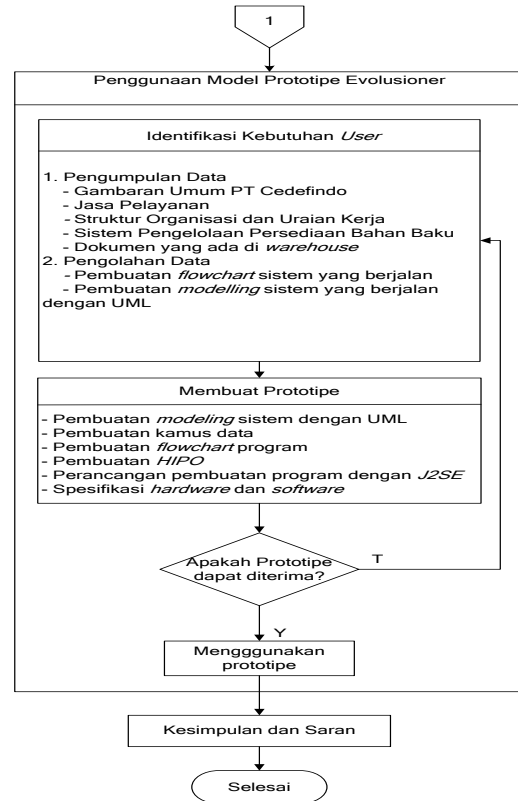 1
Penggunaan Model Prototipe Evolusioner
Identifikasi Kebutuhan User
1. Pengumpulan Data
- Gambaran Umum PT Cedefindo
- Jasa Pelayanan
- Struktur Organisasi dan Uraian Kerja
- Sistem Pengelolaan Persediaan Bahan Baku
- Dokumen yang ada di warehouse
2. Pengolahan Data
- Pembuatan flowchart sistem yang berjalan
- Pembuatan modelling sistem yang berjalan
dengan UML
Membuat Prototipe
- Pembuatan modeling sistem dengan UML
- Pembuatan kamus data
- Pembuatan flowchart program
- Pembuatan HIPO
- Perancangan pembuatan program dengan J2SE
- Spesifikasi hardware dan software
Apakah Prototipe
dapat diterima?
T
Y
Mengggunakan
prototipe
Kesimpulan dan Saran
Selesai